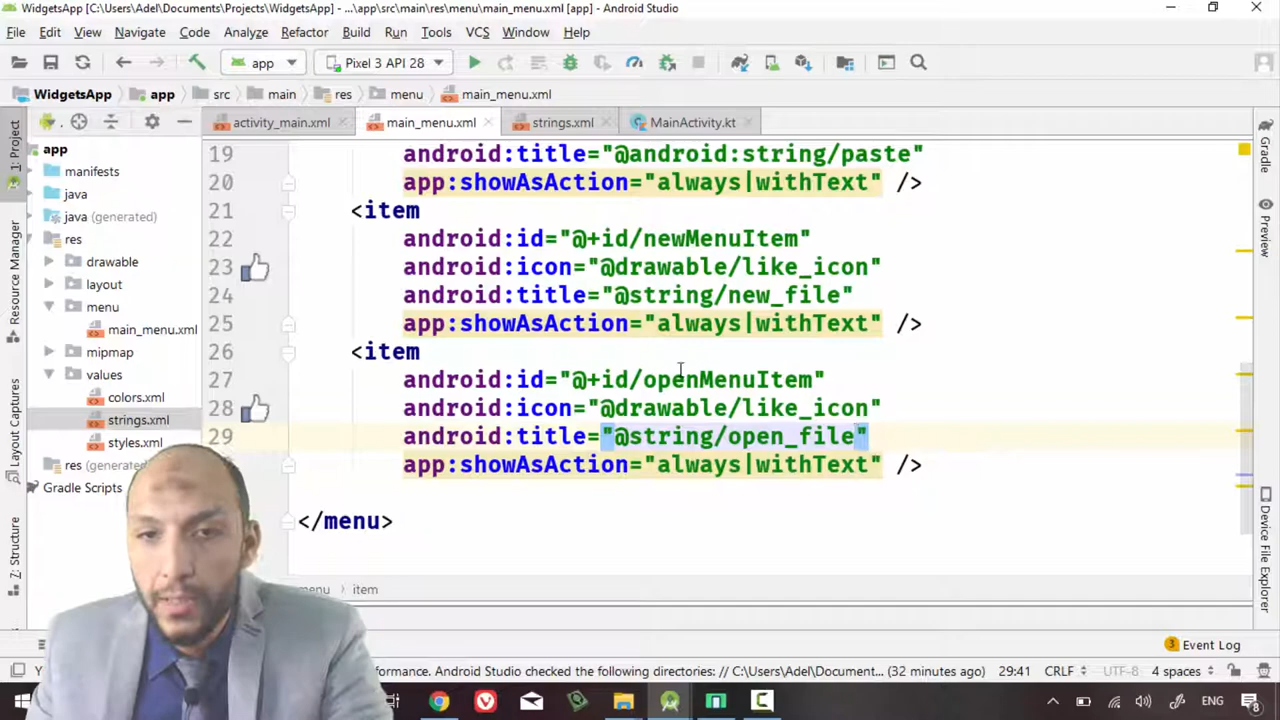 WidgetsApp [C:\Users\Adel\Documents\Projects\WidgetsApp] - ...\app\src\main\res\menu\main_menu.xml [app] - Android Studio
File Edit View Navigate Code Analyze Refactor Build Run Tools VCS Window Help
app Pixel 3 API 28
WidgetsApp app src main res menu main_menu.xml
activity_main.xml main_menu.xml strings.xml MainActivity.kt
1: Project
Resource Manager
Layout Captures
Z: Structure
app
manifests
java
java (generated)
res
drawable
layout
menu
main_menu.xml
mipmap
values
colors.xml
strings.xml
styles.xml
res (generated)
Gradle Scripts
19 android:title="@android:string/paste"
20 app:showAsAction="always|withText" />
21 <item
22 android:id="@+id/newMenuItem"
23 android:icon="@drawable/like_icon"
24 android:title="@string/new_file"
25 app:showAsAction="always|withText" />
26 <item
27 android:id="@+id/openMenuItem"
28 android:icon="@drawable/like_icon"
29 android:title="@string/open_file"
app:showAsAction="always|withText" />
</menu>
menu item
Gradle
Preview
Device File Explorer
3 Event Log
formance. Android Studio checked the following directories: // C:\Users\Adel\Document... (32 minutes ago) 29:41 CRLF UTF-8 4 spaces
ENG 8